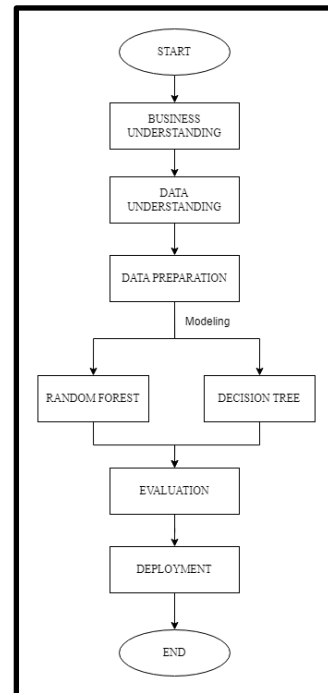 START
BUSINESS
UNDERSTANDING
DATA
UNDERSTANDING
DATA PREPARATION
Modeling
RANDOM FOREST
DECISION TREE
EVALUATION
DEPLOYMENT
END